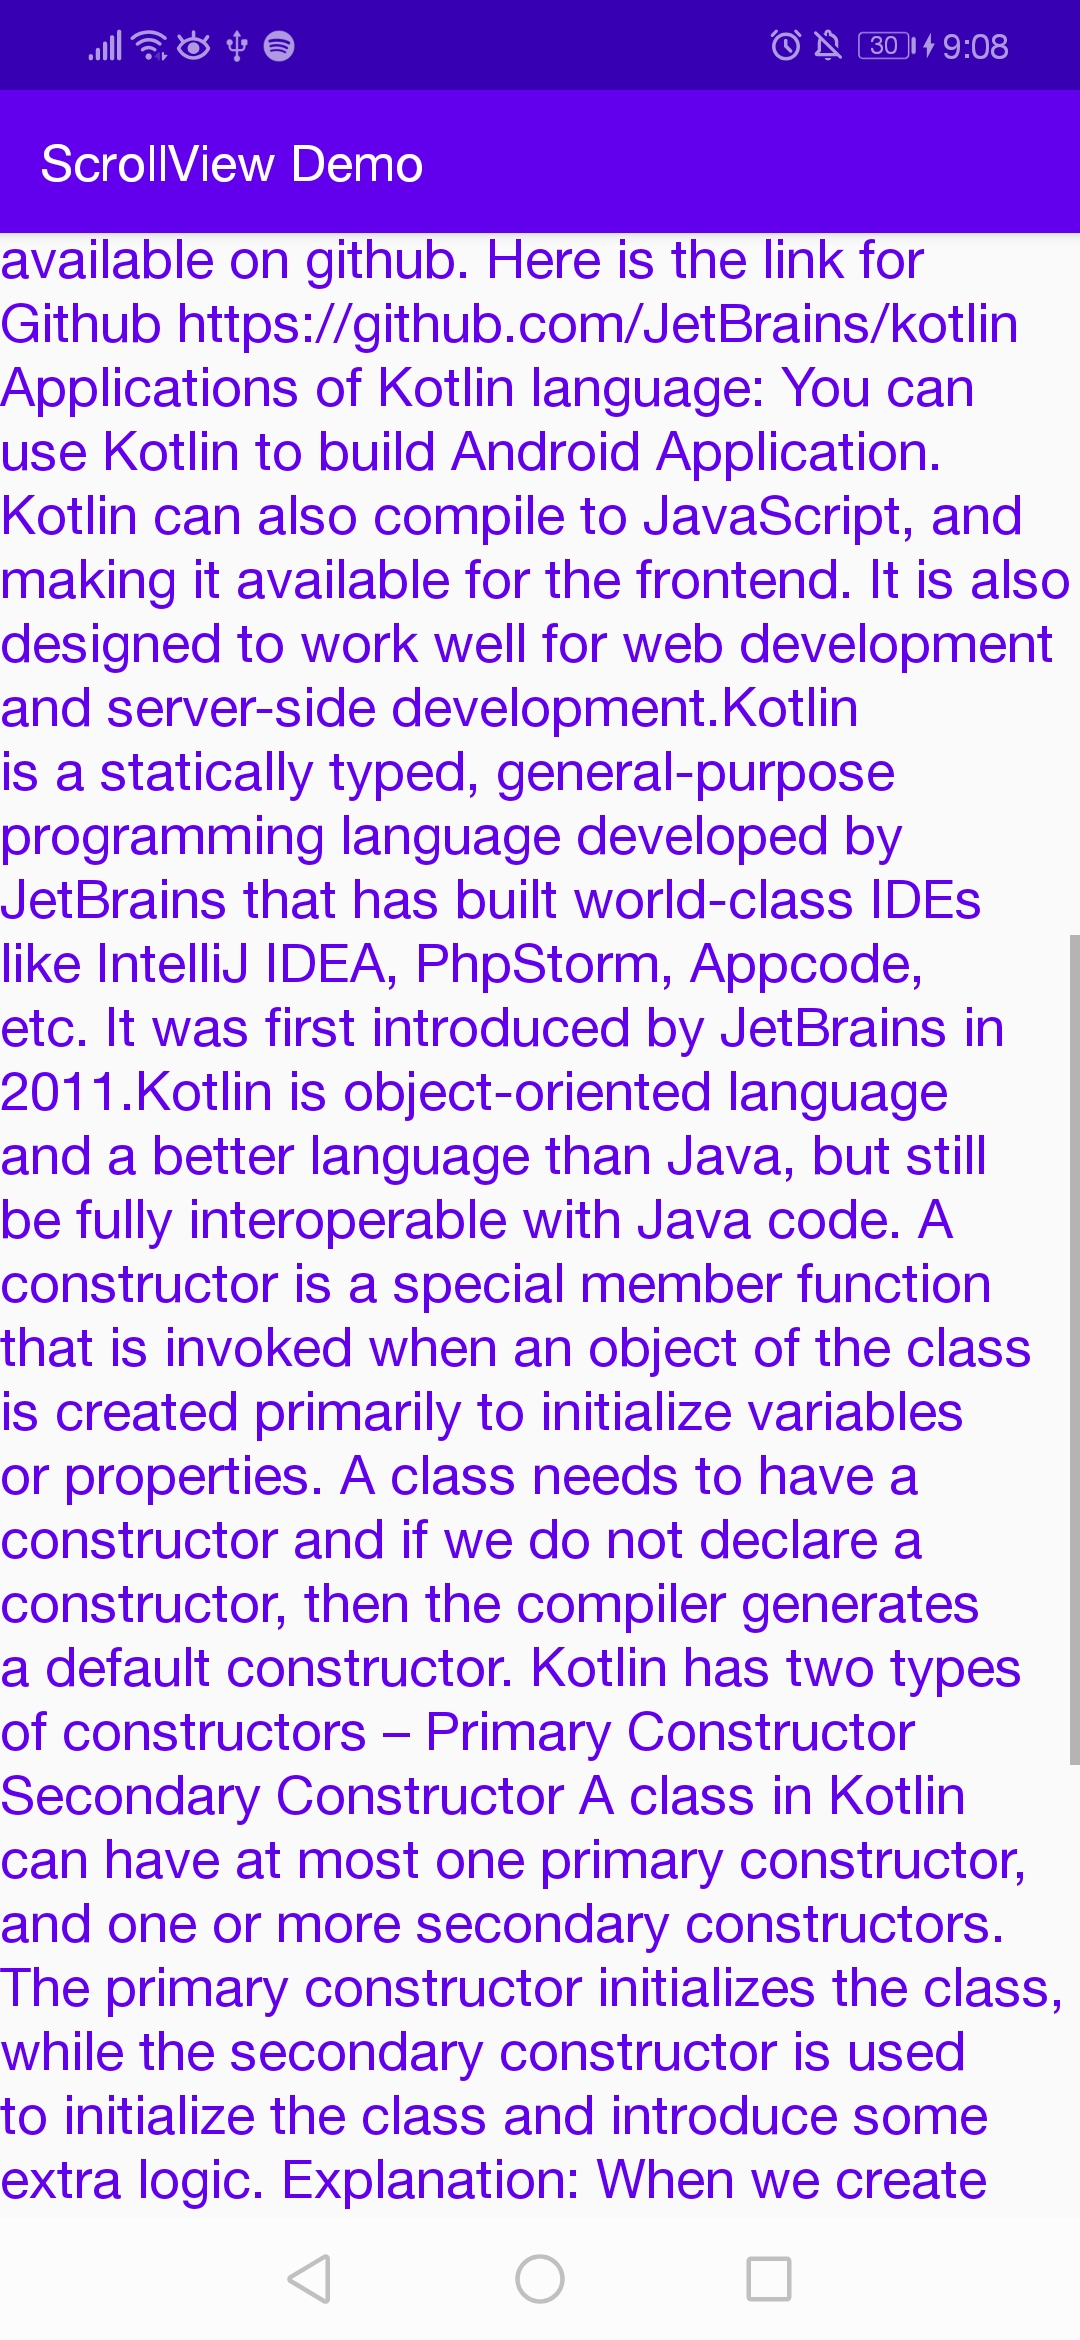 30 9:08
ScrollView Demo
available on github. Here is the link for
Github https://github.com/JetBrains/kotlin
Applications of Kotlin language: You can
use Kotlin to build Android Application.
Kotlin can also compile to JavaScript, and
making it available for the frontend. It is also
designed to work well for web development
and server-side development.Kotlin
is a statically typed, general-purpose
programming language developed by
JetBrains that has built world-class IDEs
like IntelliJ IDEA, PhpStorm, Appcode,
etc. It was first introduced by JetBrains in
2011.Kotlin is object-oriented language
and a better language than Java, but still
be fully interoperable with Java code. A
constructor is a special member function
that is invoked when an object of the class
is created primarily to initialize variables
or properties. A class needs to have a
constructor and if we do not declare a
constructor, then the compiler generates
a default constructor. Kotlin has two types
of constructors – Primary Constructor
Secondary Constructor A class in Kotlin
can have at most one primary constructor,
and one or more secondary constructors.
The primary constructor initializes the class,
while the secondary constructor is used
to initialize the class and introduce some
extra logic. Explanation: When we create